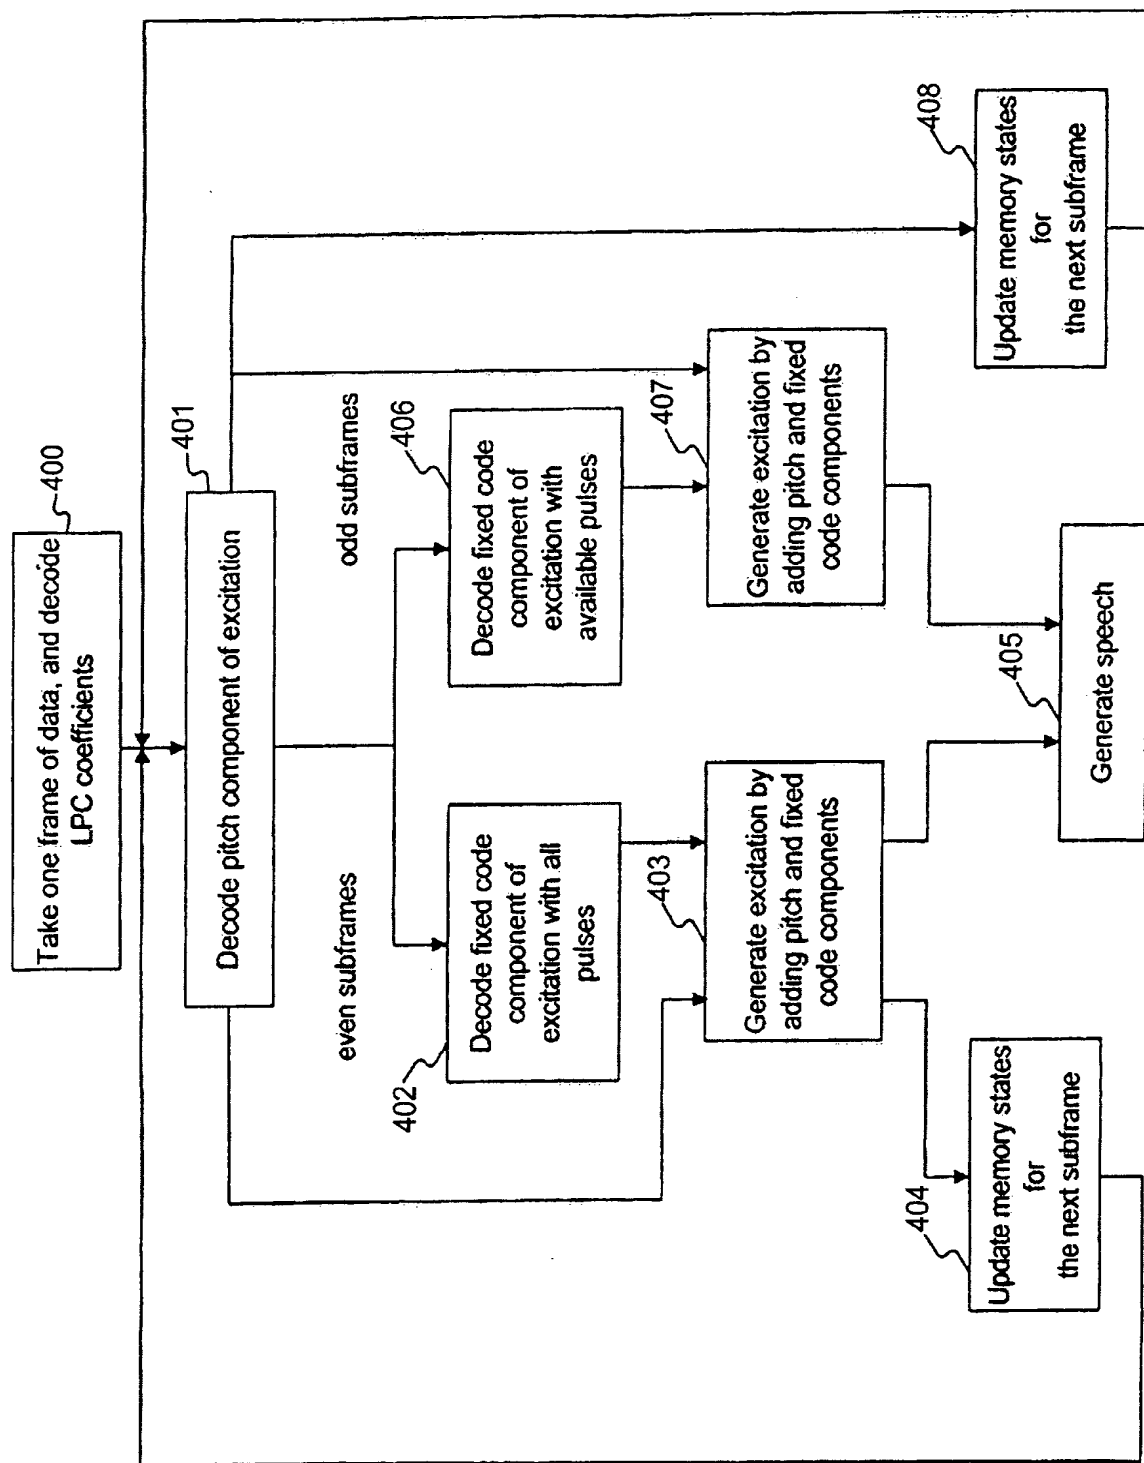 Take one frame of data, and decode
LPC coefficients
400
Decode pitch component of excitation
401
even subframes
odd subframes
Decode fixed code
component of
excitation with all
pulses
402
Decode fixed code
component of
excitation with
available pulses
406
Generate excitation by
adding pitch and fixed
code components
403
Generate excitation by
adding pitch and fixed
code components
407
Update memory states
for
the next subframe
404
Generate speech
405
Update memory states
for
the next subframe
408